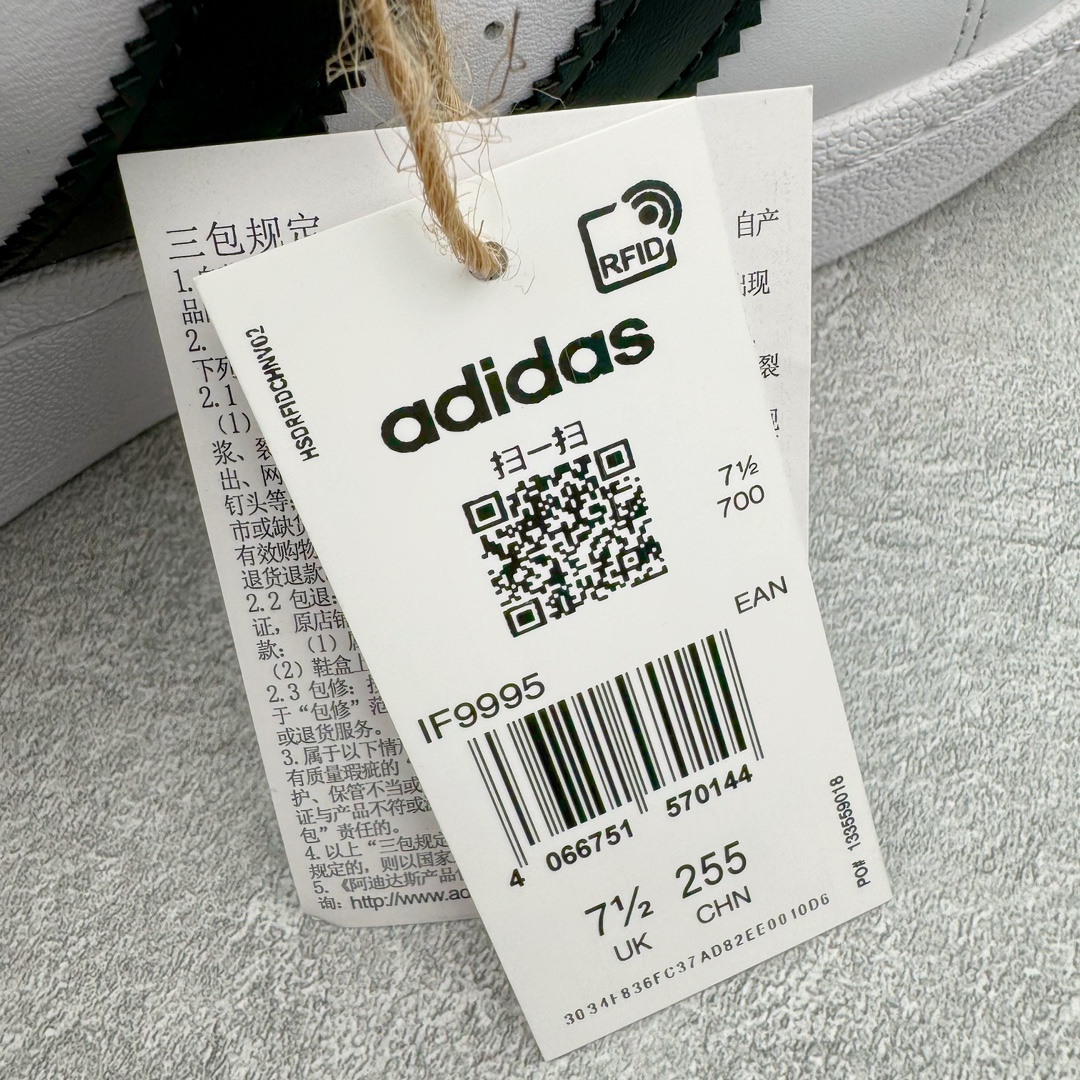 RFID
HSDRFIDCHNV02
adidas
扫一扫
7½
700
EAN
IF9995
4 066751 570144
7½ 255
UK CHN
PO# 133559018
3034F836FC37AD82EE0010D6
三包规定
1.
自产
品
出现
2.
下列
裂
2.1
(1)
浆、裂
出、网
钉头等
市或缺
有效购物
退货退款
2.2 包退:
证，原店铺
款：(1)
(2) 鞋盒上
2.3 包修:
于“包修”范
或退货服务。
3. 属于以下情
有质量瑕疵的“
护、保管不当或
证与产品不符或
包”责任的。
4. 以上“三包规定
规定的，则以国家
5. 《阿迪达斯产品
询: http://www.ad